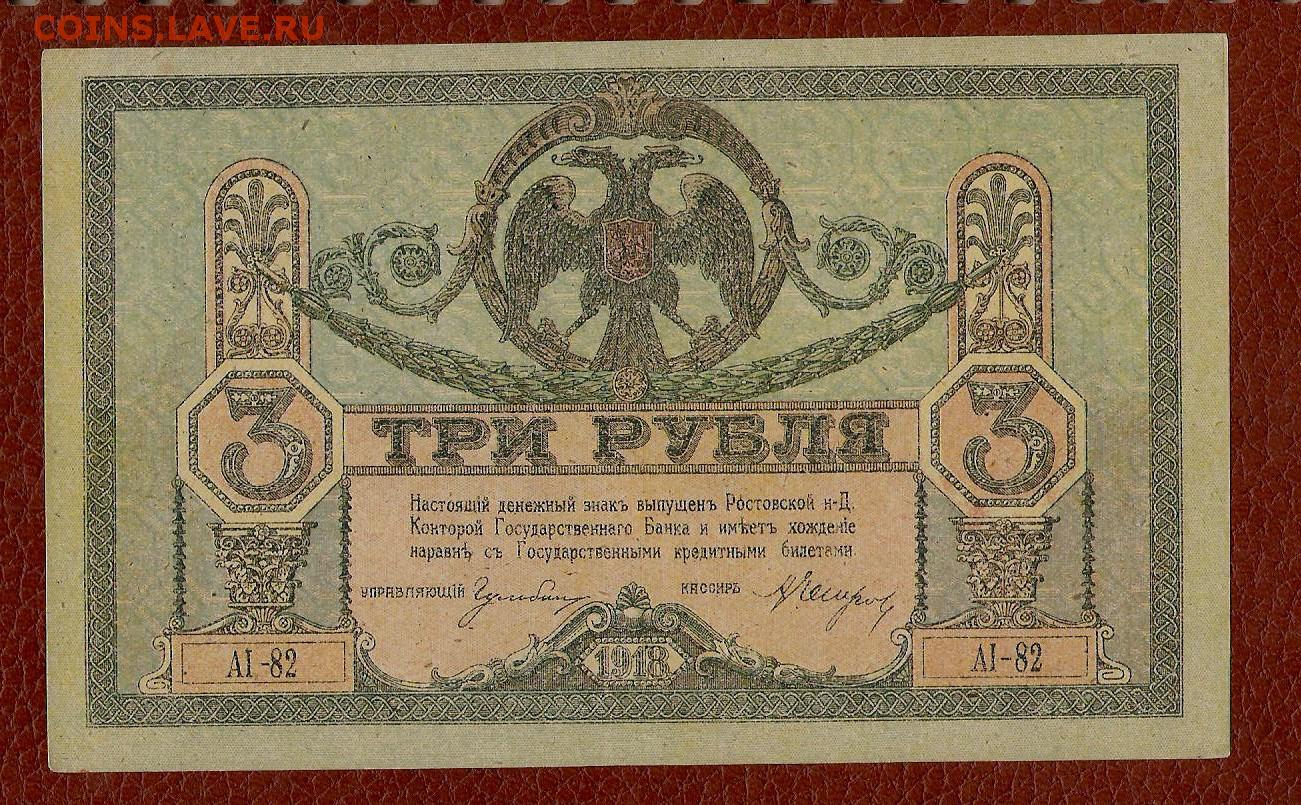 COINS.LAVE.RU
ТРИ РУБЛЯ
3 3
Настоящій денежный знакъ выпущенъ Ростовской н-Д.
Конторой Государственнаго Банка и имѣетъ хожденіе
наравнѣ съ Государственными кредитными билетами.
УПРАВЛЯЮЩІЙ КАССИРЪ
1918
АІ-82 АІ-82